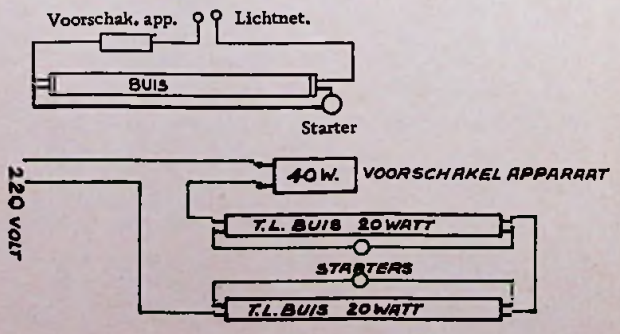 Voorschak. app.
Lichtnet.
BUIS
Starter
220 VOLT
40 W.
VOORSCHAKEL APPARAAT
T.L. BUIS 20 WATT
STARTERS
T.L. BUIS 20 WATT